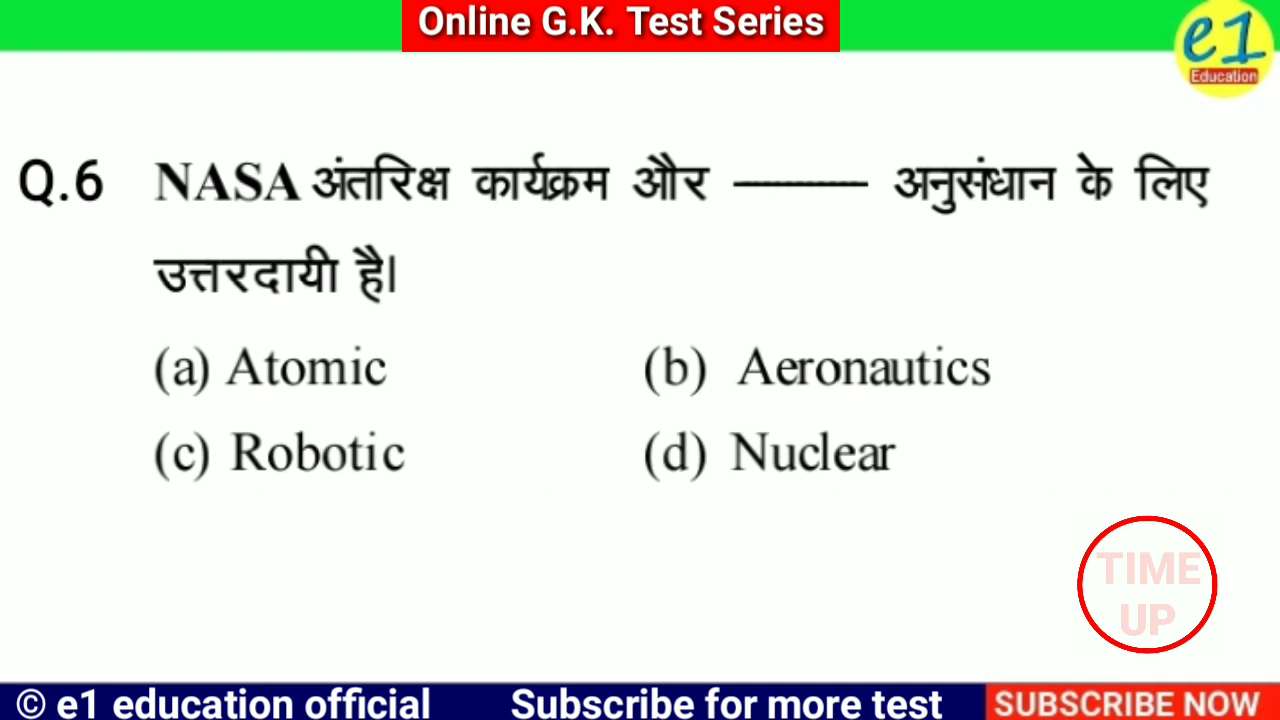 Online G.K. Test Series
e1
Education
Q.6 NASA अंतरिक्ष कार्यक्रम और ———— अनुसंधान के लिए
उत्तरदायी है।
(a) Atomic (b) Aeronautics
(c) Robotic (d) Nuclear
TIME
UP
© e1 education official Subscribe for more test SUBSCRIBE NOW